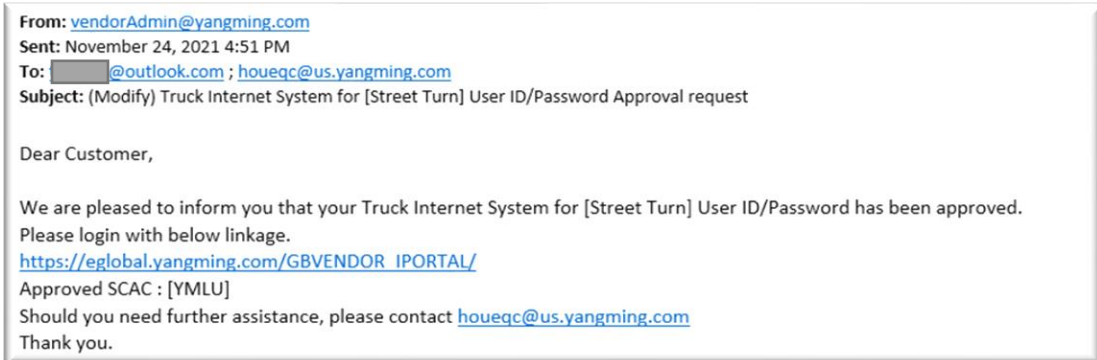 From: vendorAdmin@yangming.com
Sent: November 24, 2021 4:51 PM
To: @outlook.com ; houeqc@us.yangming.com
Subject: (Modify) Truck Internet System for [Street Turn] User ID/Password Approval request
Dear Customer,
We are pleased to inform you that your Truck Internet System for [Street Turn] User ID/Password has been approved.
Please login with below linkage.
https://eglobal.yangming.com/GBVENDOR_IPORTAL/
Approved SCAC : [YMLU]
Should you need further assistance, please contact houeqc@us.yangming.com
Thank you.